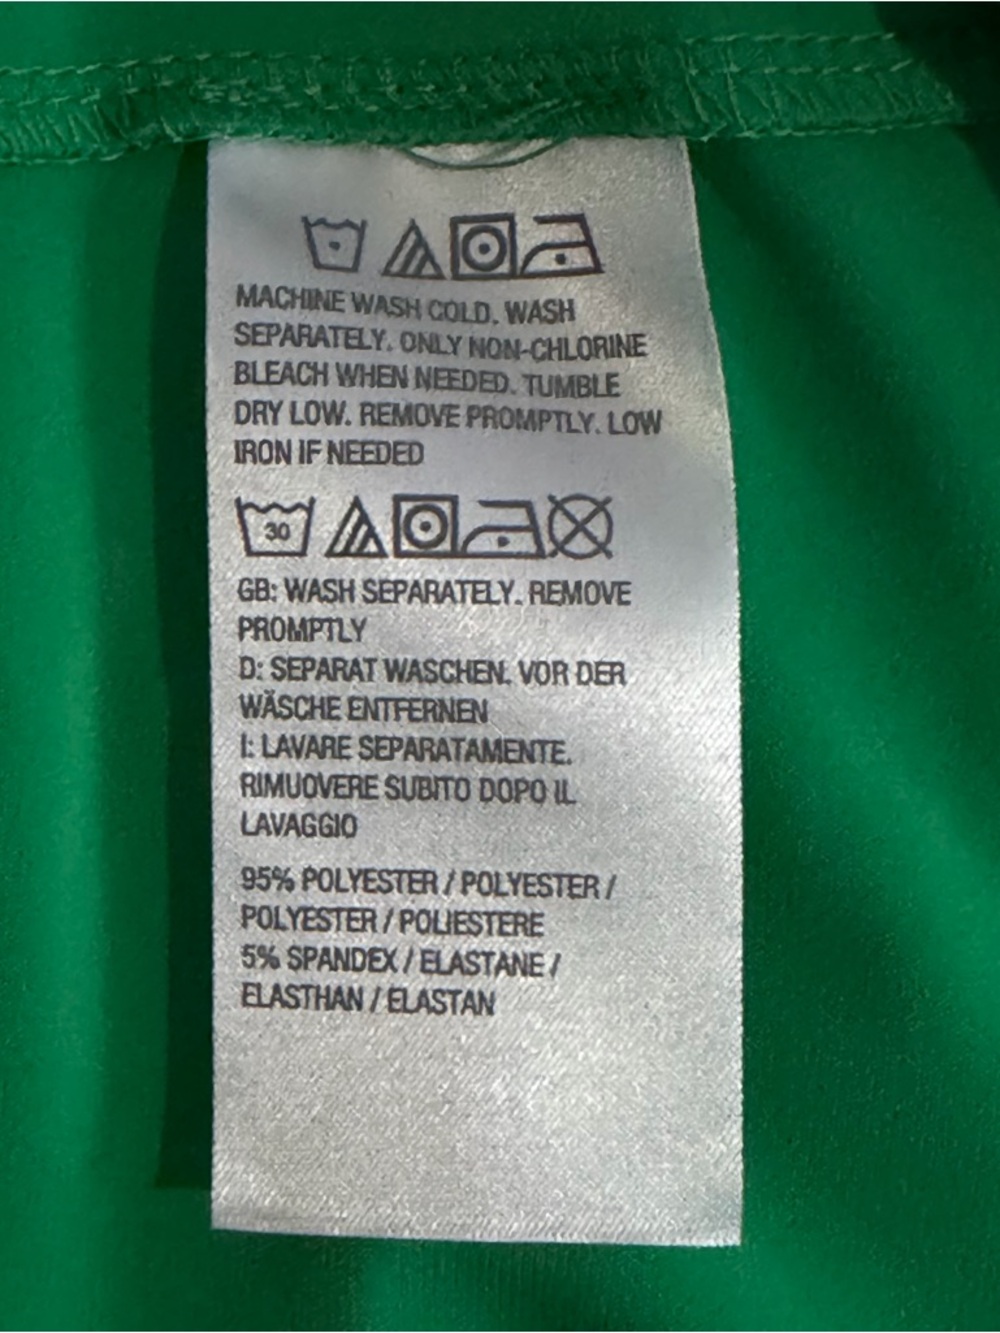 MACHINE WASH COLD. WASH
SEPARATELY. ONLY NON-CHLORINE
BLEACH WHEN NEEDED. TUMBLE
DRY LOW. REMOVE PROMPTLY. LOW
IRON IF NEEDED
30
GB: WASH SEPARATELY. REMOVE
PROMPTLY
D: SEPARAT WASCHEN. VOR DER
WÄSCHE ENTFERNEN
I: LAVARE SEPARATAMENTE.
RIMUOVERE SUBITO DOPO IL
LAVAGGIO
95% POLYESTER / POLYESTER /
POLYESTER / POLIESTERE
5% SPANDEX / ELASTANE /
ELASTHAN / ELASTAN